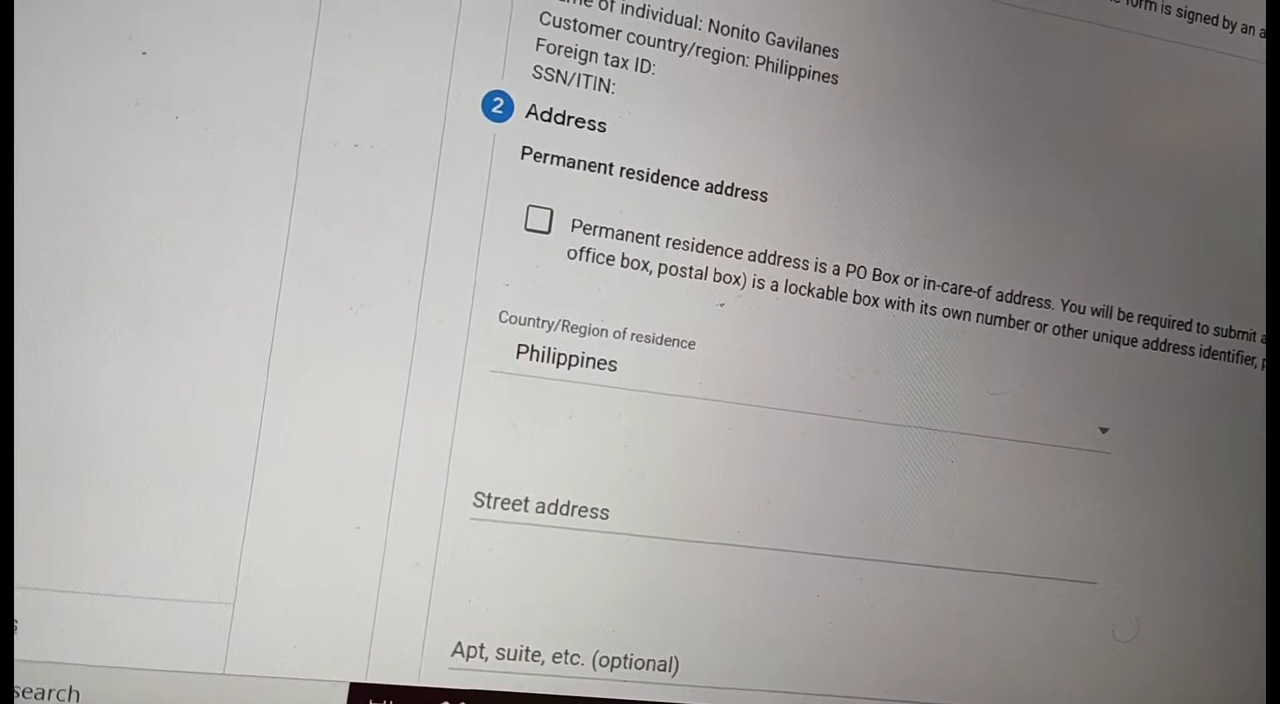 of individual: Nonito Gavilanes
form is signed by an a
Customer country/region: Philippines
Foreign tax ID:
SSN/ITIN:
2 Address
Permanent residence address
Permanent residence address is a PO Box or in-care-of address. You will be required to submit a
office box, postal box) is a lockable box with its own number or other unique address identifier, p
Country/Region of residence
Philippines
Street address
Apt, suite, etc. (optional)
search